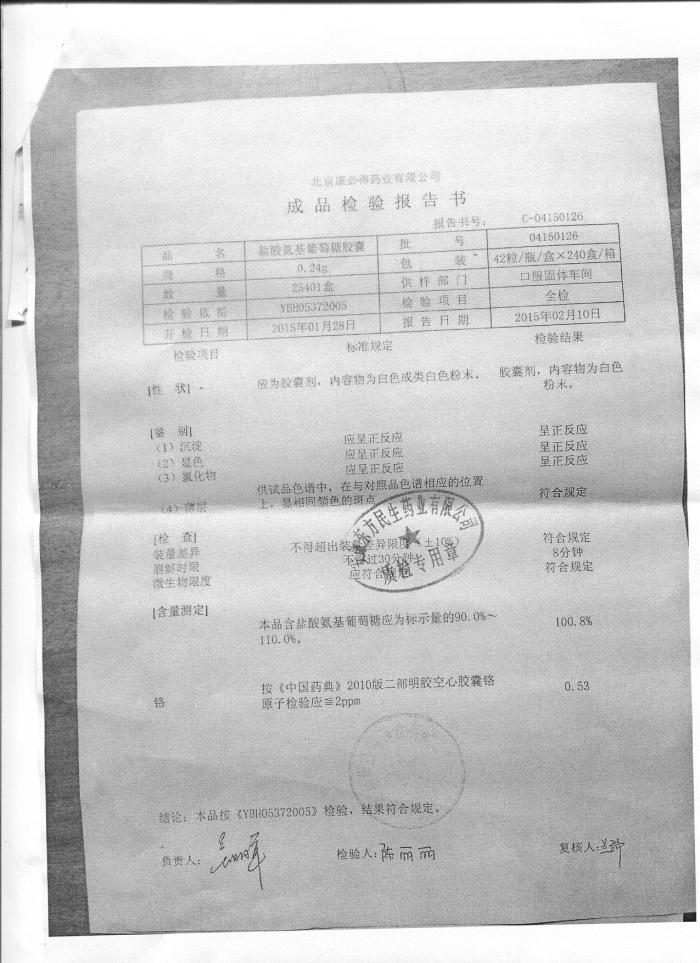 北京康必得药业有限公司
成品检验报告书
报告书号： C-04150126
品名 盐酸氨基葡萄糖胶囊 批号 04150126
规格 0.24g 包装 42粒/瓶/盒×240盒/箱
数量 25401盒 供样部门 口服固体车间
检验依据 YBH05372005 检验项目 全检
开检日期 2015年01月28日 报告日期 2015年02月10日
检验项目 标准规定 检验结果
[性 状] 应为胶囊剂，内容物为白色或类白色粉末。 胶囊剂，内容物为白色
粉末。
[鉴 别]
（1）沉淀 应呈正反应 呈正反应
（2）显色 应呈正反应 呈正反应
（3）氯化物 应呈正反应 呈正反应
（4）薄层 供试品色谱中，在与对照品色谱相应的位置 符合规定
上，显相同颜色的斑点
[检 查]
装量差异 不得超出装量差异限度（±10%） 符合规定
崩解时限 不得过30分钟 8分钟
微生物限度 应符合 符合规定
东方民生药业有限公司
质检专用章
[含量测定] 本品含盐酸氨基葡萄糖应为标示量的90.0%～ 100.8%
110.0%。
铬 按《中国药典》2010版二部明胶空心胶囊铬 0.53
原子检验应≦2ppm
结论：本品按《YBH05372005》检验，结果符合规定。
负责人： 检验人：陈丽丽 复核人：